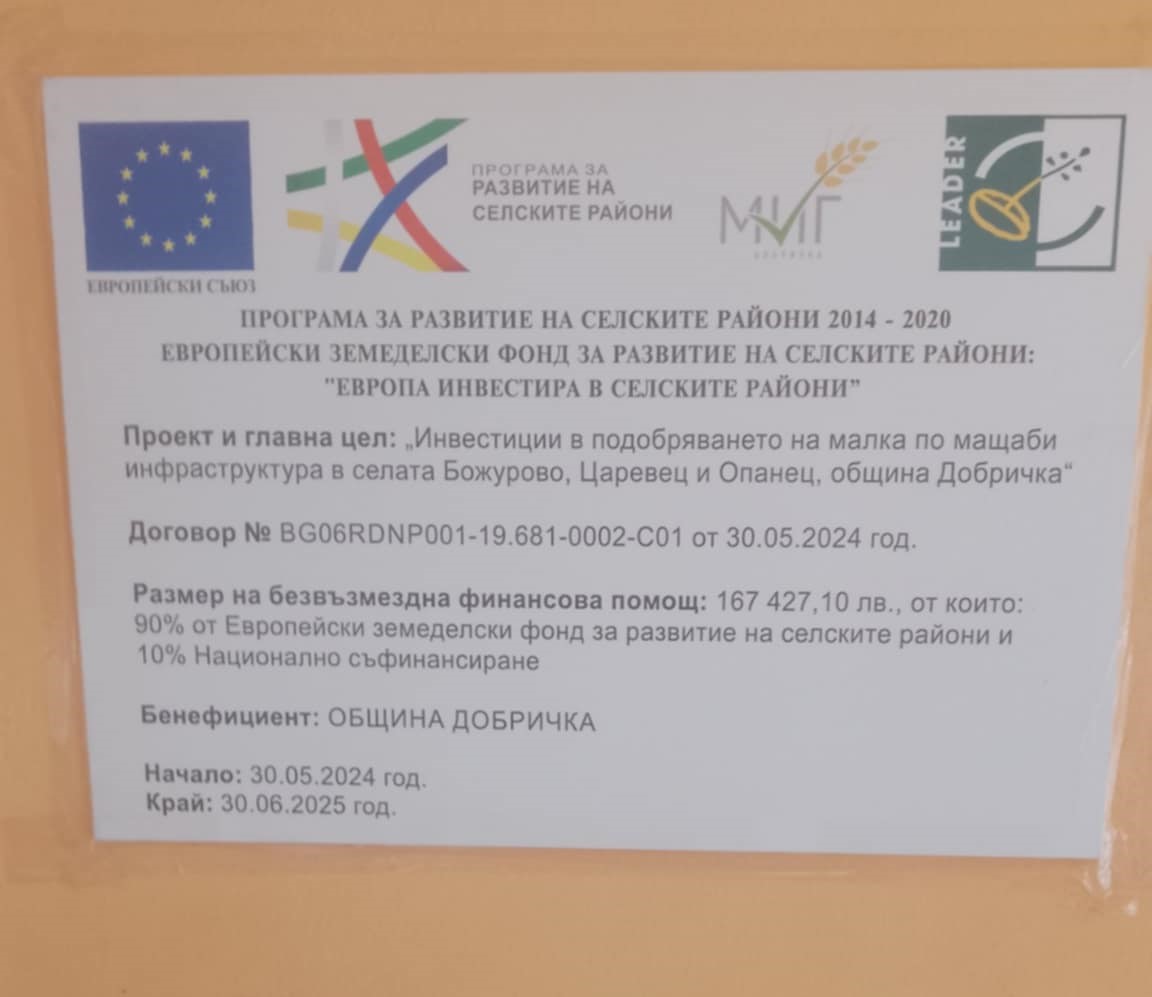 ЕВРОПЕЙСКИ СЪЮЗ
ПРОГРАМА ЗА
РАЗВИТИЕ НА
СЕЛСКИТЕ РАЙОНИ
МИГ
LEADER
ПРОГРАМА ЗА РАЗВИТИЕ НА СЕЛСКИТЕ РАЙОНИ 2014 - 2020
ЕВРОПЕЙСКИ ЗЕМЕДЕЛСКИ ФОНД ЗА РАЗВИТИЕ НА СЕЛСКИТЕ РАЙОНИ:
"ЕВРОПА ИНВЕСТИРА В СЕЛСКИТЕ РАЙОНИ”
Проект и главна цел: „Инвестиции в подобряването на малка по мащаби
инфраструктура в селата Божурово, Царевец и Опанец, община Добричка“
Договор № BG06RDNP001-19.681-0002-C01 от 30.05.2024 год.
Размер на безвъзмездна финансова помощ: 167 427,10 лв., от които:
90% от Европейски земеделски фонд за развитие на селските райони и
10% Национално съфинансиране
Бенефициент: ОБЩИНА ДОБРИЧКА
Начало: 30.05.2024 год.
Край: 30.06.2025 год.